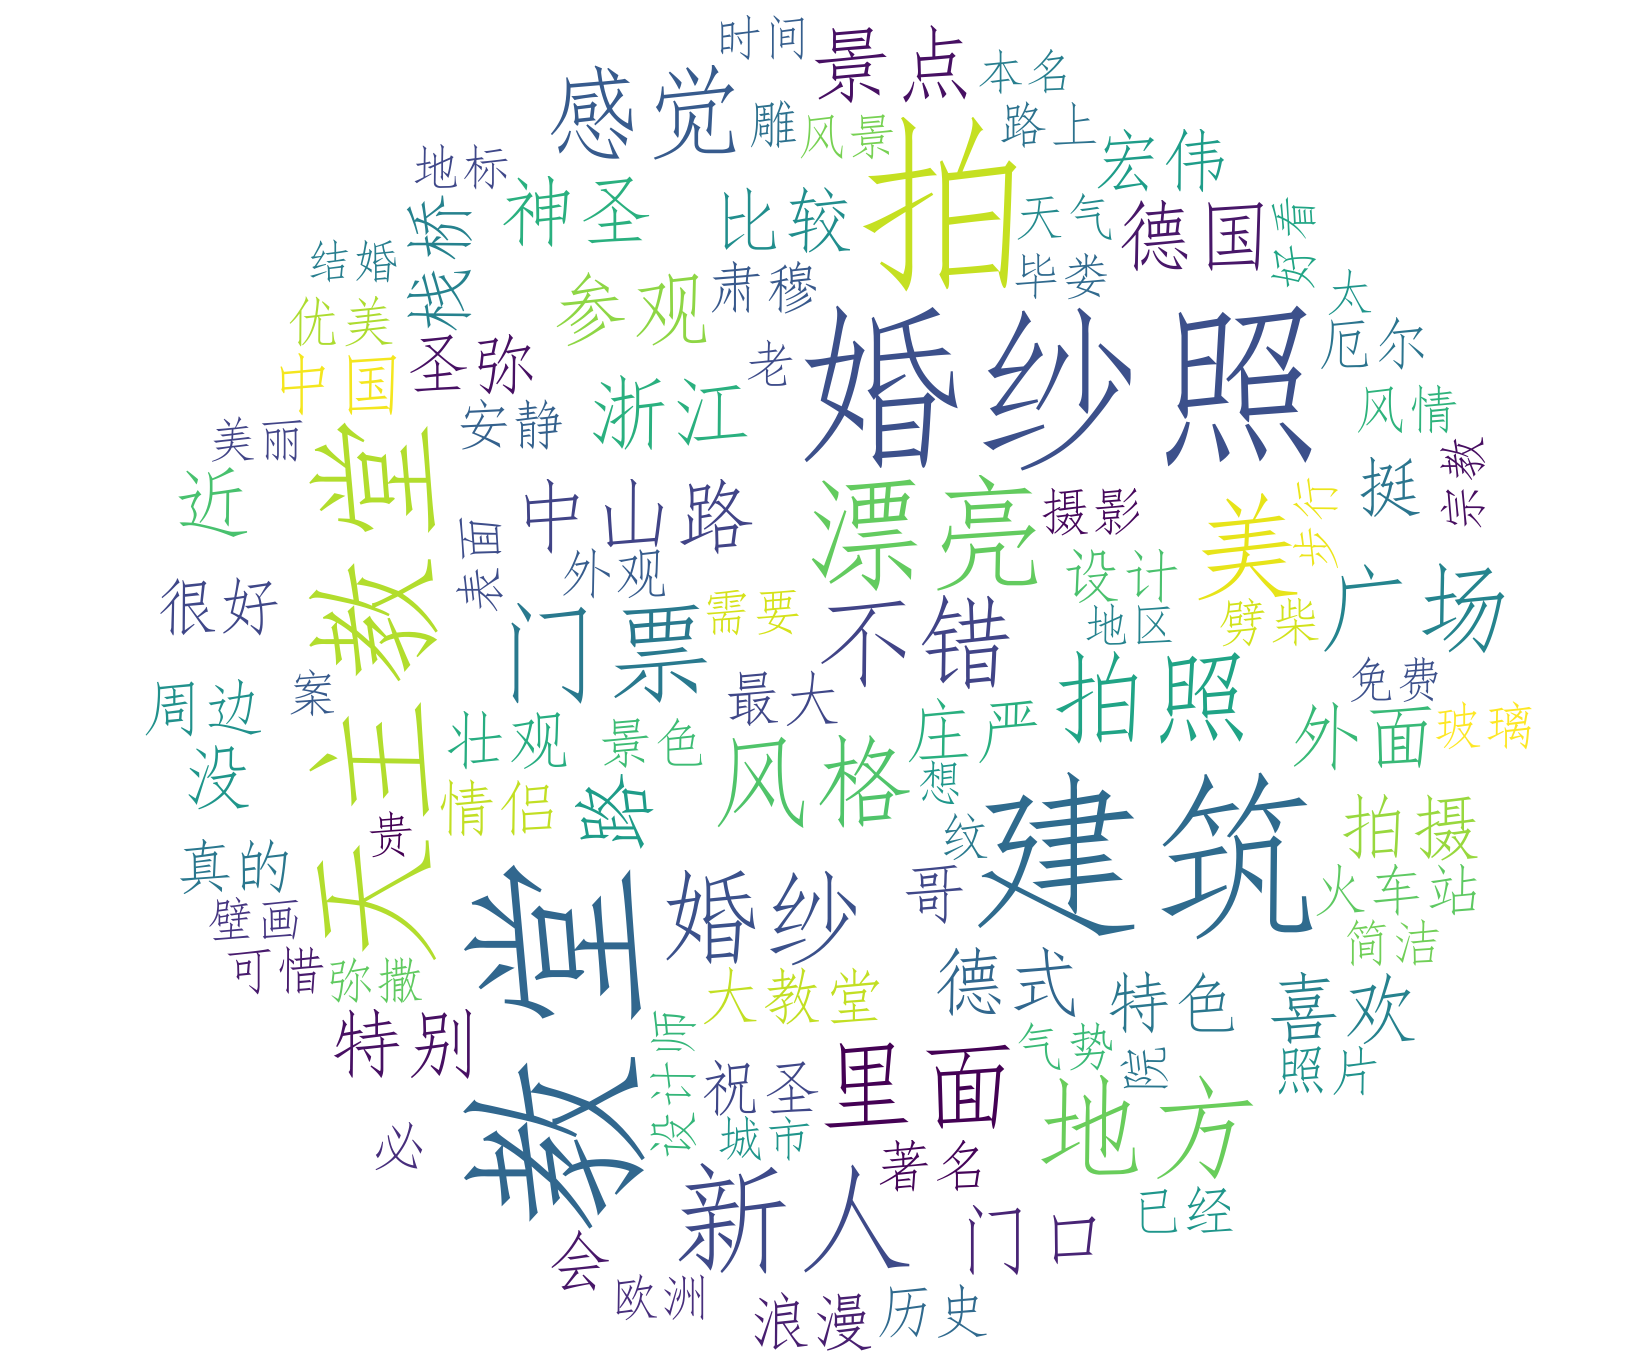 时间
景点
本名
感觉
雕
风景
路上
拍
宏伟
地标
栈桥
神圣
比较
天气
德国
好看
结婚
参观
肃穆
毕娄
太
优美
厄尔
中国
圣弥
老
婚纱照
浙江
安静
风情
美丽
天主教堂
近
中山路
漂亮
摄影
美
步行
挺
宗教
表面
外观
设计
很好
门票
需要
不错
地区
劈柴
广场
周边
案
最大
庄严
拍照
免费
没
壮观
景色
风格
外面
玻璃
情侣
路
想
贵
纹
建筑
拍摄
真的
教堂
婚纱
哥
火车站
壁画
简洁
可惜
弥撒
大教堂
德式
特色
喜欢
特别
设计师
祝圣
里面
气势
院
照片
城市
地方
必
著名
新人
门口
已经
会
欧洲
浪漫
历史